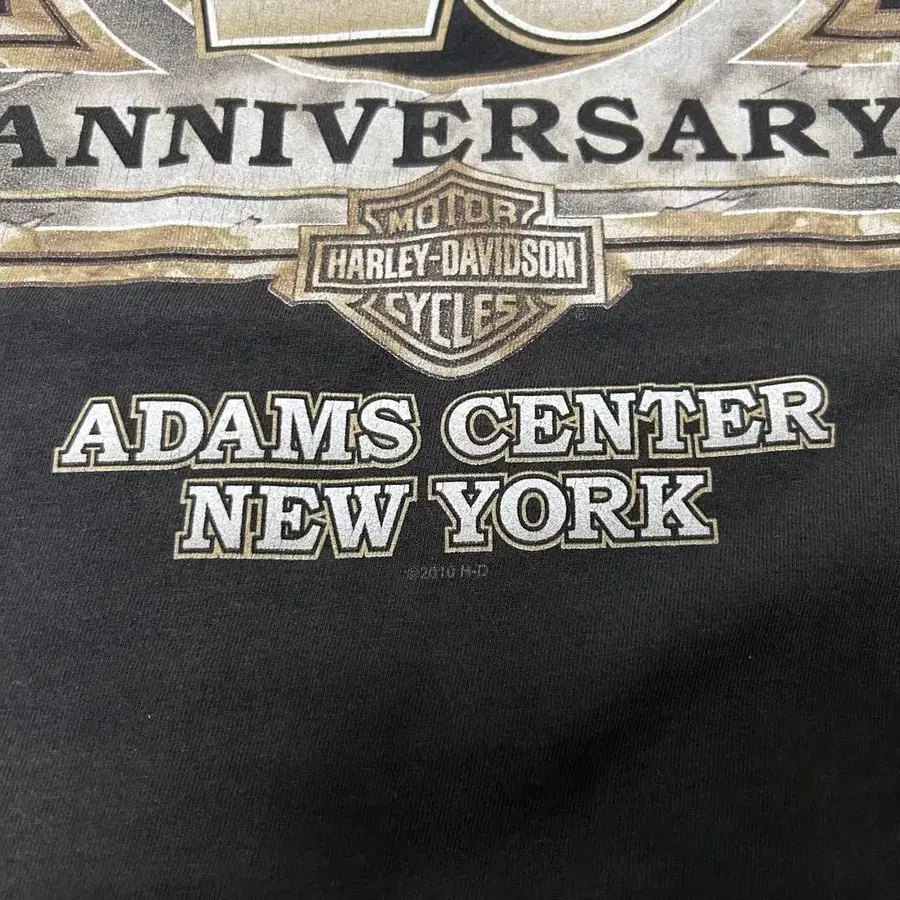 ANNIVERSARY
MOTOR
HARLEY-DAVIDSON
CYCLES
®
ADAMS CENTER
NEW YORK
©2010 H-D